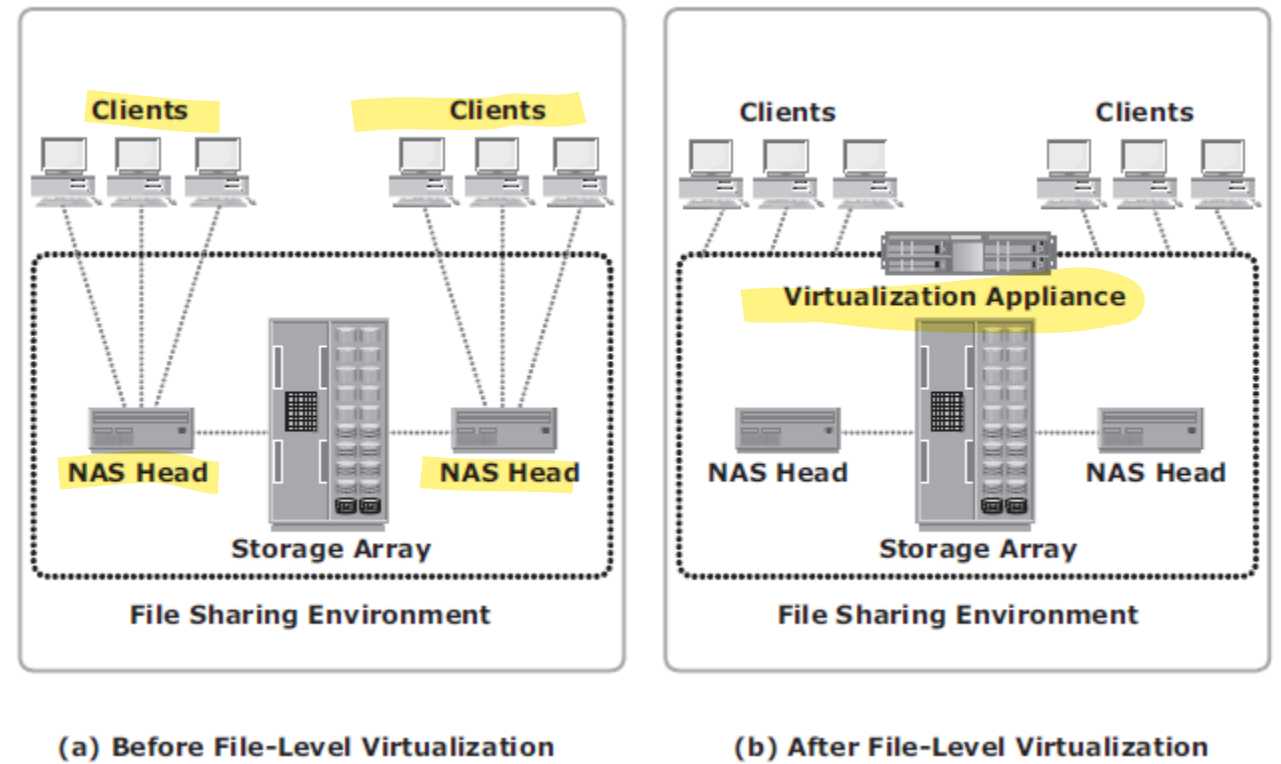 Clients
Clients
NAS Head
NAS Head
Storage Array
File Sharing Environment
(a) Before File-Level Virtualization
Clients
Clients
Virtualization Appliance
NAS Head
NAS Head
Storage Array
File Sharing Environment
(b) After File-Level Virtualization